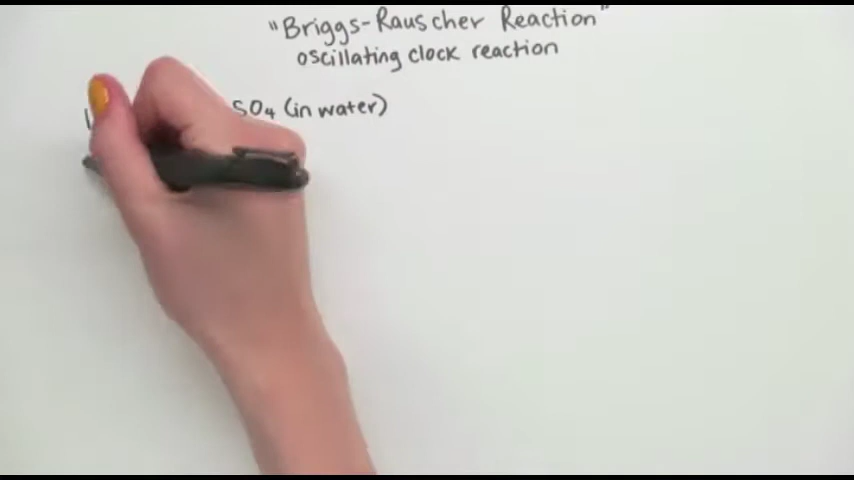 "Briggs-Rauscher Reaction"
oscillating clock reaction
SO₄ (in water)